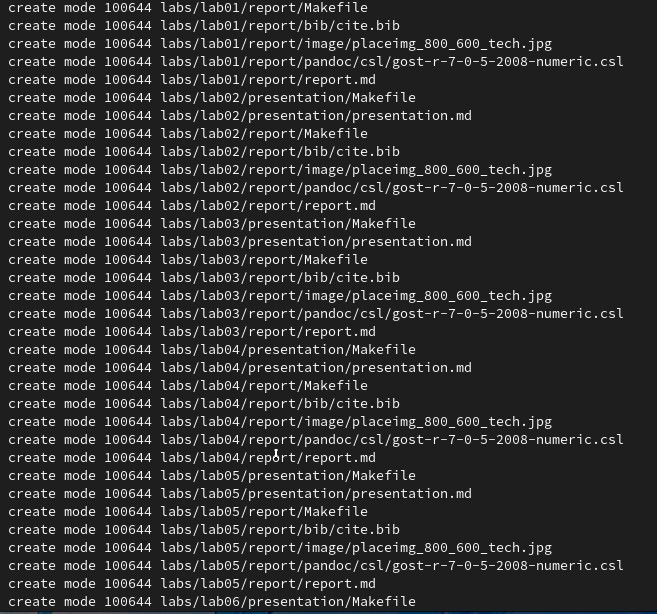 create mode 100644 labs/lab01/report/Makefile
create mode 100644 labs/lab01/report/bib/cite.bib
create mode 100644 labs/lab01/report/image/placeimg_800_600_tech.jpg
create mode 100644 labs/lab01/report/pandoc/csl/gost-r-7-0-5-2008-numeric.csl
create mode 100644 labs/lab01/report/report.md
create mode 100644 labs/lab02/presentation/Makefile
create mode 100644 labs/lab02/presentation/presentation.md
create mode 100644 labs/lab02/report/Makefile
create mode 100644 labs/lab02/report/bib/cite.bib
create mode 100644 labs/lab02/report/image/placeimg_800_600_tech.jpg
create mode 100644 labs/lab02/report/pandoc/csl/gost-r-7-0-5-2008-numeric.csl
create mode 100644 labs/lab02/report/report.md
create mode 100644 labs/lab03/presentation/Makefile
create mode 100644 labs/lab03/presentation/presentation.md
create mode 100644 labs/lab03/report/Makefile
create mode 100644 labs/lab03/report/bib/cite.bib
create mode 100644 labs/lab03/report/image/placeimg_800_600_tech.jpg
create mode 100644 labs/lab03/report/pandoc/csl/gost-r-7-0-5-2008-numeric.csl
create mode 100644 labs/lab03/report/report.md
create mode 100644 labs/lab04/presentation/Makefile
create mode 100644 labs/lab04/presentation/presentation.md
create mode 100644 labs/lab04/report/Makefile
create mode 100644 labs/lab04/report/bib/cite.bib
create mode 100644 labs/lab04/report/image/placeimg_800_600_tech.jpg
create mode 100644 labs/lab04/report/pandoc/csl/gost-r-7-0-5-2008-numeric.csl
create mode 100644 labs/lab04/report/report.md
create mode 100644 labs/lab05/presentation/Makefile
create mode 100644 labs/lab05/presentation/presentation.md
create mode 100644 labs/lab05/report/Makefile
create mode 100644 labs/lab05/report/bib/cite.bib
create mode 100644 labs/lab05/report/image/placeimg_800_600_tech.jpg
create mode 100644 labs/lab05/report/pandoc/csl/gost-r-7-0-5-2008-numeric.csl
create mode 100644 labs/lab05/report/report.md
create mode 100644 labs/lab06/presentation/Makefile